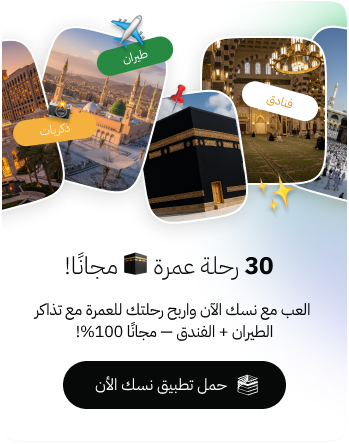 طيران
فنادق
ذكريات
30 رحلة عمرة 🕋 مجانًا!
العب مع نسك الآن واربح رحلتك للعمرة مع تذاكر
الطيران + الفندق — مجانًا 100%!
حمل تطبيق نسك الأن